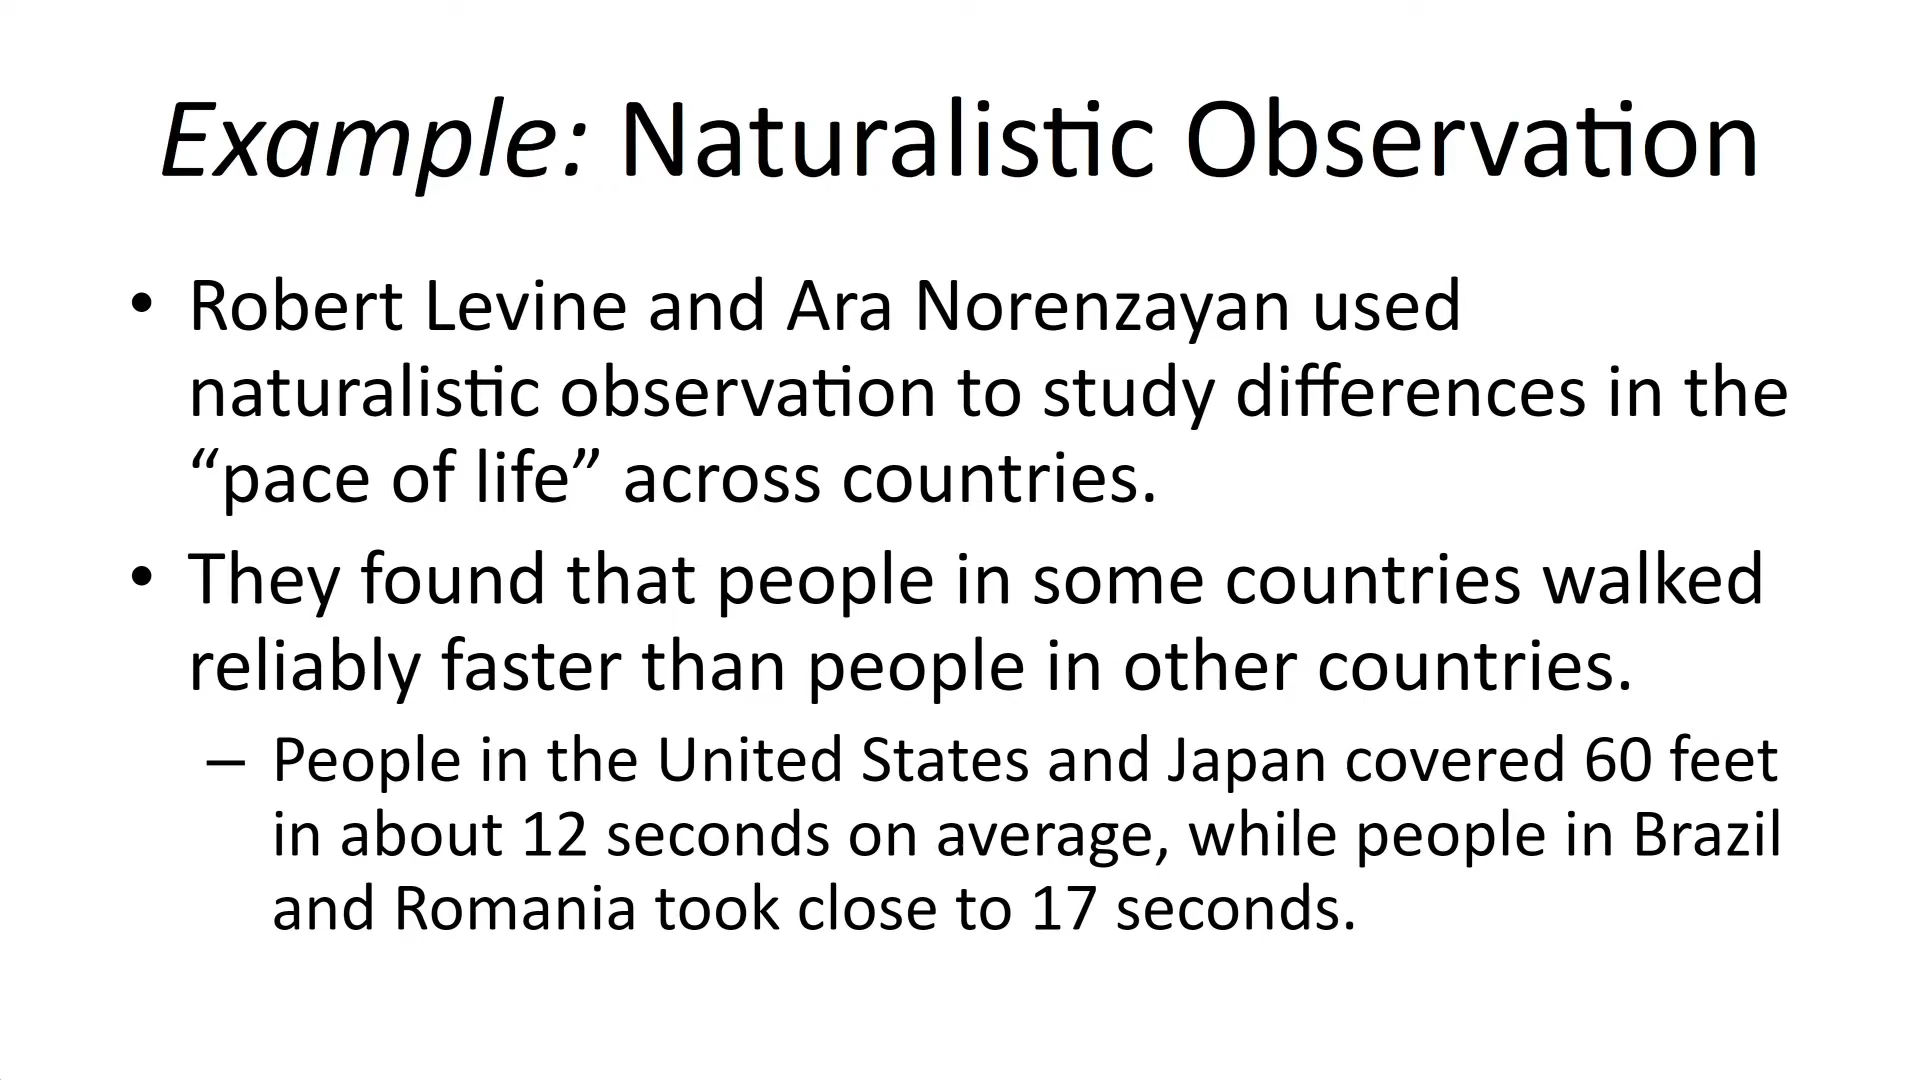 Example: Naturalistic Observation
• Robert Levine and Ara Norenzayan used
naturalistic observation to study differences in the
“pace of life” across countries.
• They found that people in some countries walked
reliably faster than people in other countries.
– People in the United States and Japan covered 60 feet
in about 12 seconds on average, while people in Brazil
and Romania took close to 17 seconds.